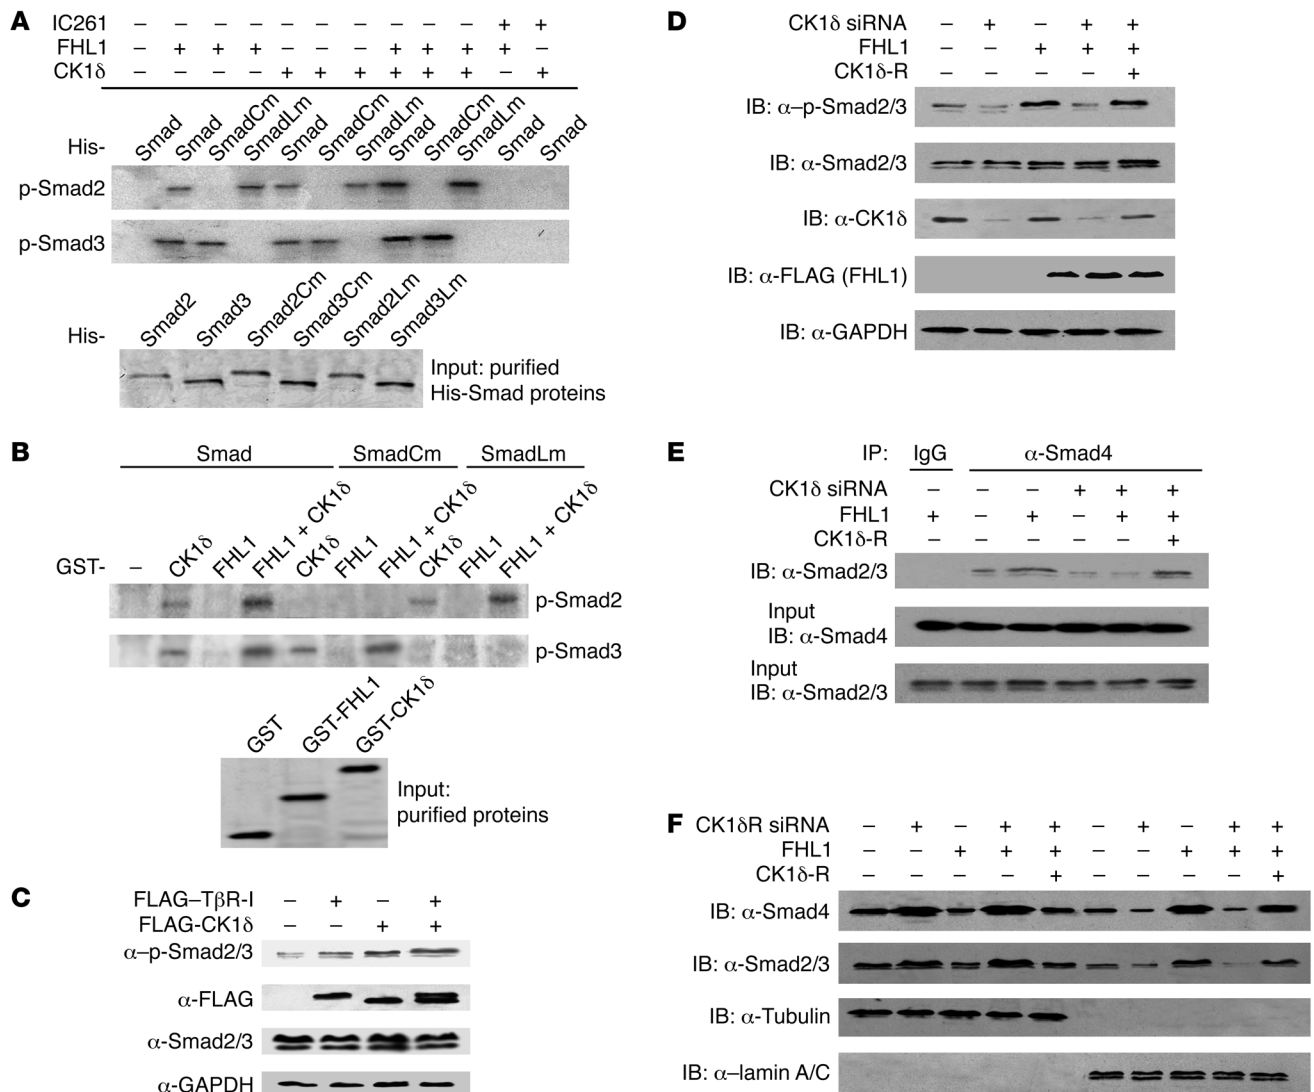 A
IC261 – – – – – – – – – – + +
FHL1 – + + + – – – + + + + –
CK1δ – – – – + + + + + + – +
His- Smad Smad SmadCm SmadLm Smad SmadCm SmadLm Smad SmadCm SmadLm Smad Smad
p-Smad2
p-Smad3
His- Smad2 Smad3 Smad2Cm Smad3Cm Smad2Lm Smad3Lm
Input: purified
His-Smad proteins
B
Smad SmadCm SmadLm
GST- – CK1δ FHL1 FHL1 + CK1δ CK1δ FHL1 FHL1 + CK1δ CK1δ FHL1 FHL1 + CK1δ
p-Smad2
p-Smad3
GST GST-FHL1 GST-CK1δ
Input:
purified proteins
C
FLAG–TβR-I – + – +
FLAG-CK1δ – – + +
α–p-Smad2/3
α-FLAG
α-Smad2/3
α-GAPDH
D
CK1δ siRNA – + – + +
FHL1 – – + + +
CK1δ-R – – – – +
IB: α–p-Smad2/3
IB: α-Smad2/3
IB: α-CK1δ
IB: α-FLAG (FHL1)
IB: α-GAPDH
E
IP: IgG α-Smad4
CK1δ siRNA – – – + + +
FHL1 + – + – + +
CK1δ-R – – – – – +
IB: α-Smad2/3
Input
IB: α-Smad4
Input
IB: α-Smad2/3
F
CK1δR siRNA – + – + + – + – + +
FHL1 – – + + + – – + + +
CK1δ-R – – – – + – – – – +
IB: α-Smad4
IB: α-Smad2/3
IB: α-Tubulin
IB: α–lamin A/C